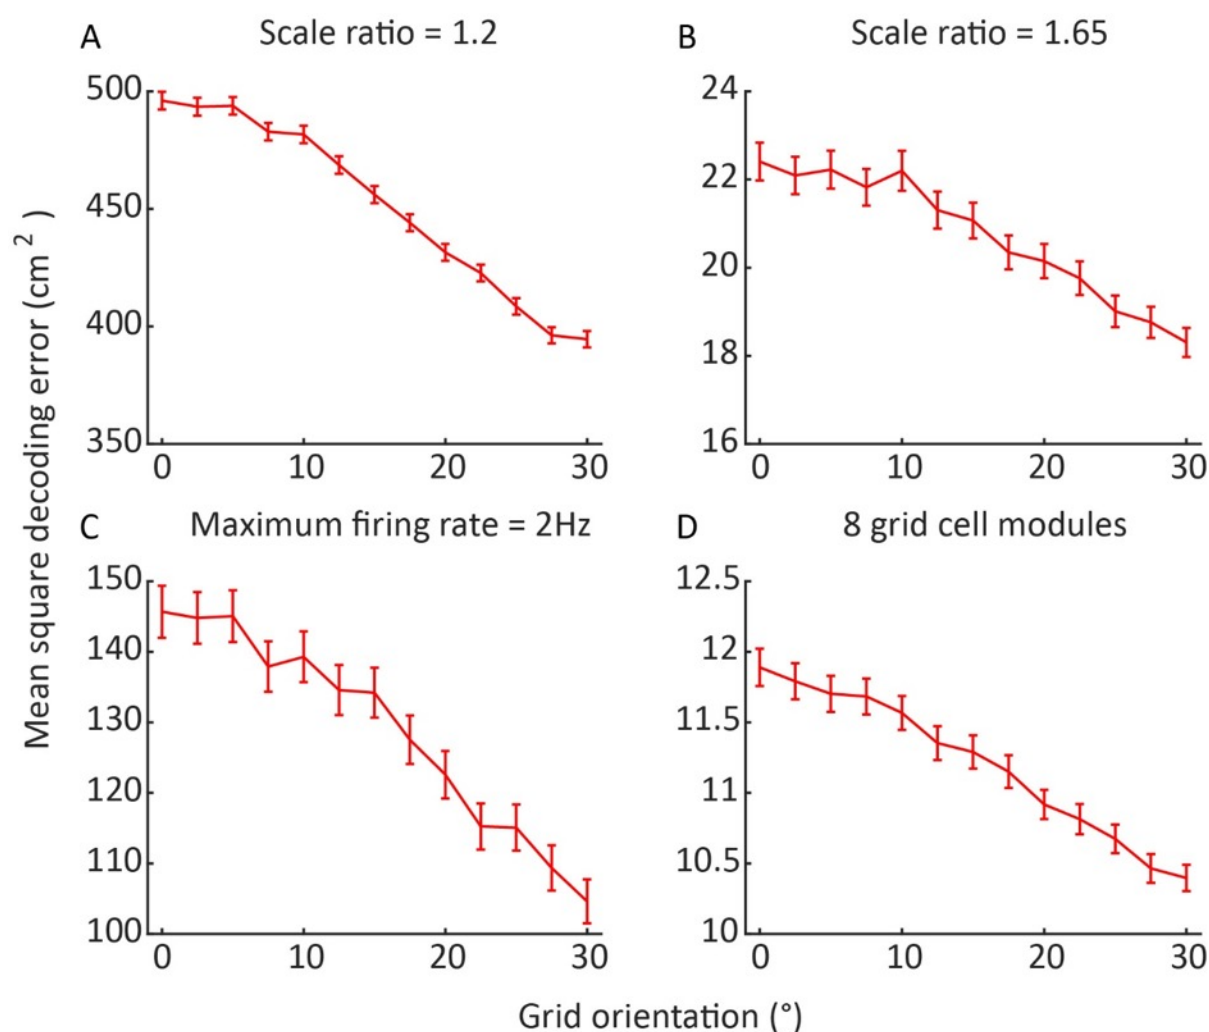 A Scale ratio = 1.2
B Scale ratio = 1.65
500
450
400
350
0 10 20 30
24
22
20
18
16
0 10 20 30
Mean square decoding error (cm 2 )
C Maximum firing rate = 2Hz
D 8 grid cell modules
150
140
130
120
110
100
0 10 20 30
12.5
12
11.5
11
10.5
10
0 10 20 30
Grid orientation (°)